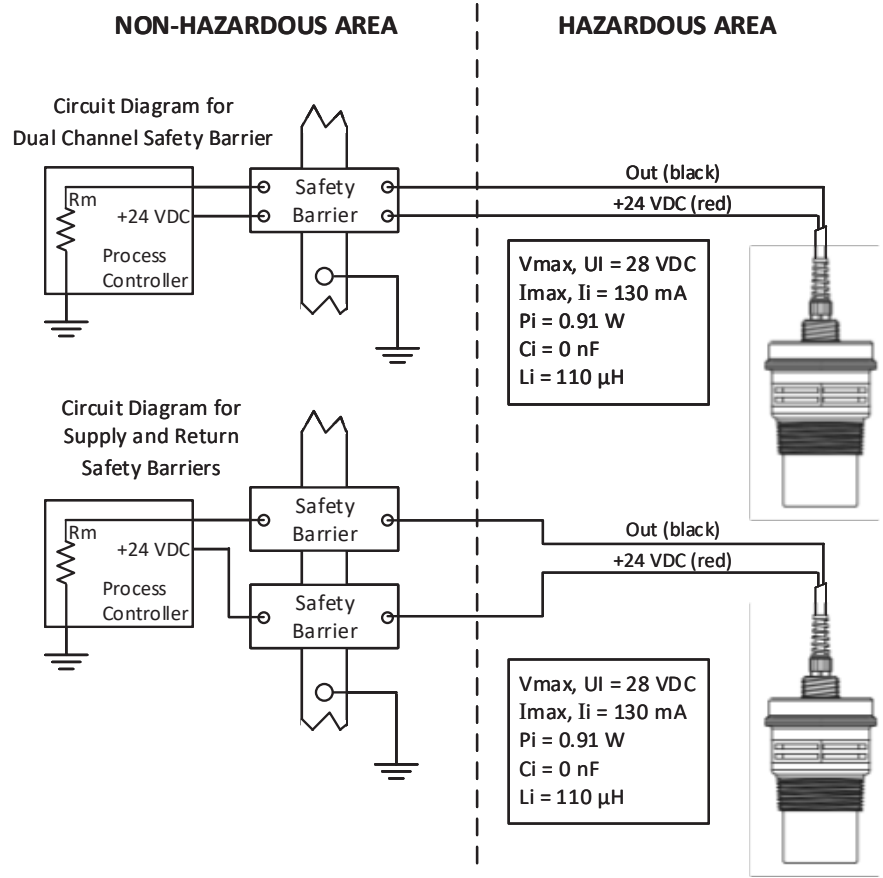 NON-HAZARDOUS AREA
HAZARDOUS AREA
Circuit Diagram for
Dual Channel Safety Barrier
Rm
+24 VDC
Process
Controller
Safety
Barrier
Out (black)
+24 VDC (red)
Vmax, UI = 28 VDC
Imax, Ii = 130 mA
Pi = 0.91 W
Ci = 0 nF
Li = 110 µH
Circuit Diagram for
Supply and Return
Safety Barriers
Rm
+24 VDC
Process
Controller
Safety
Barrier
Safety
Barrier
Out (black)
+24 VDC (red)
Vmax, UI = 28 VDC
Imax, Ii = 130 mA
Pi = 0.91 W
Ci = 0 nF
Li = 110 µH